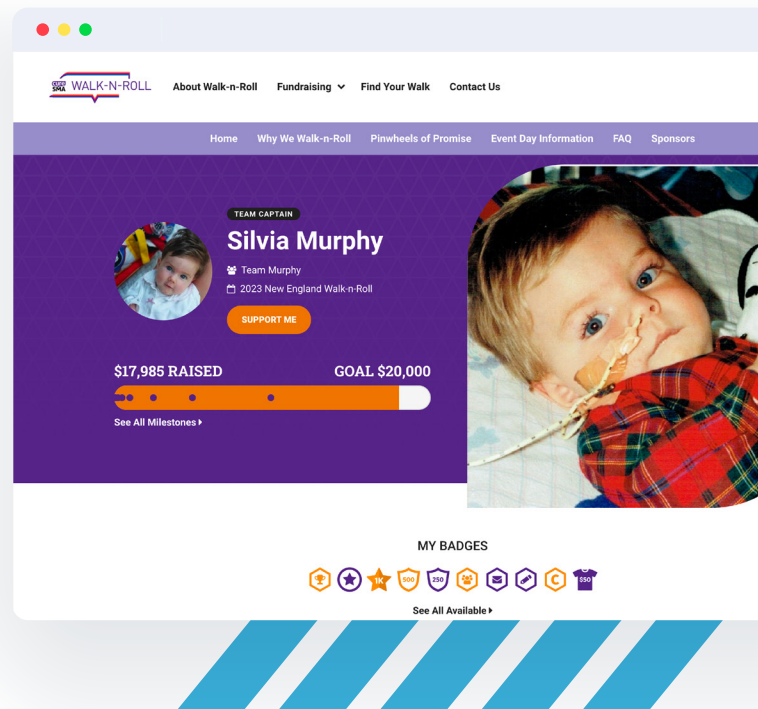 CURE SMA WALK-N-ROLL
About Walk-n-Roll Fundraising Find Your Walk Contact Us
Home Why We Walk-n-Roll Pinwheels of Promise Event Day Information FAQ Sponsors
TEAM CAPTAIN
Silvia Murphy
Team Murphy
2023 New England Walk-n-Roll
SUPPORT ME
$17,985 RAISED GOAL $20,000
See All Milestones
MY BADGES
1K 500 250 C $50
See All Available